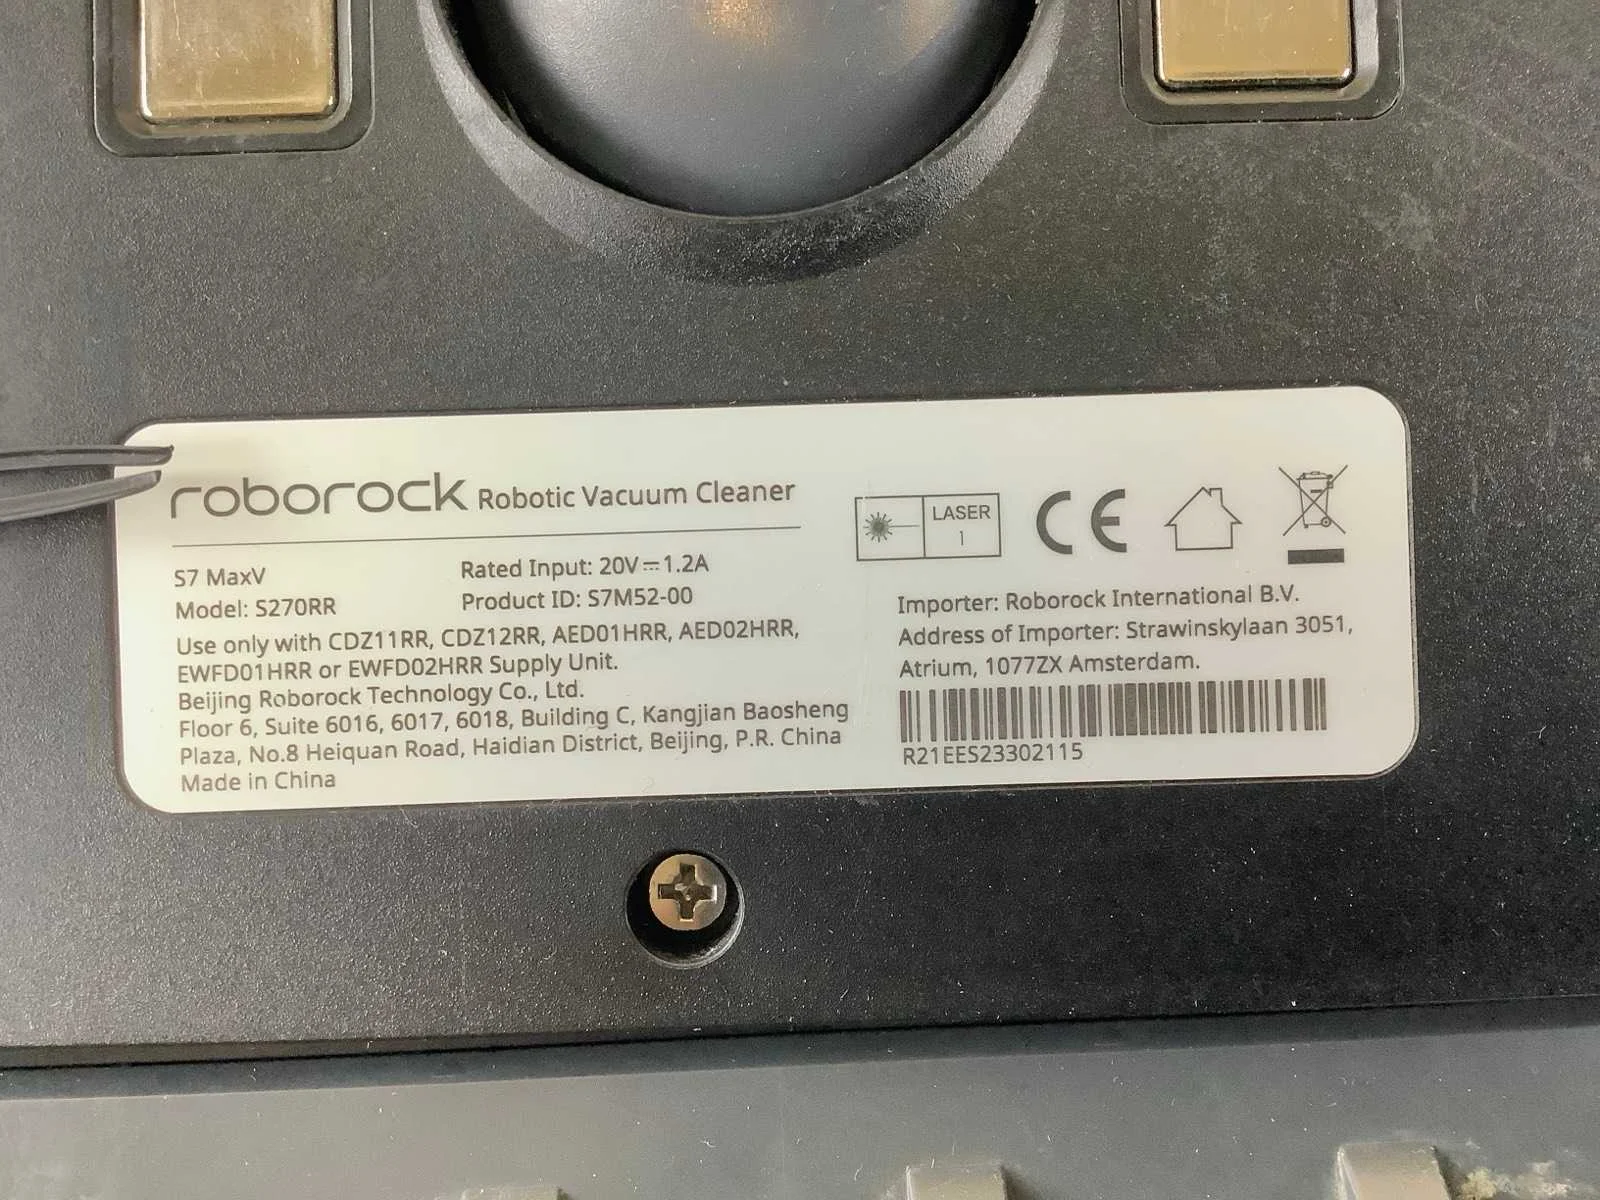 roborock Robotic Vacuum Cleaner
S7 MaxV
Rated Input: 20V⎓1.2A
Model: S270RR
Product ID: S7M52-00
Use only with CDZ11RR, CDZ12RR, AED01HRR, AED02HRR,
EWFD01HRR or EWFD02HRR Supply Unit.
Beijing Roborock Technology Co., Ltd.
Floor 6, Suite 6016, 6017, 6018, Building C, Kangjian Baosheng
Plaza, No.8 Heiquan Road, Haidian District, Beijing, P.R. China
Made in China
LASER
1
CE
Importer: Roborock International B.V.
Address of Importer: Strawinskylaan 3051,
Atrium, 1077ZX Amsterdam.
R21EES23302115